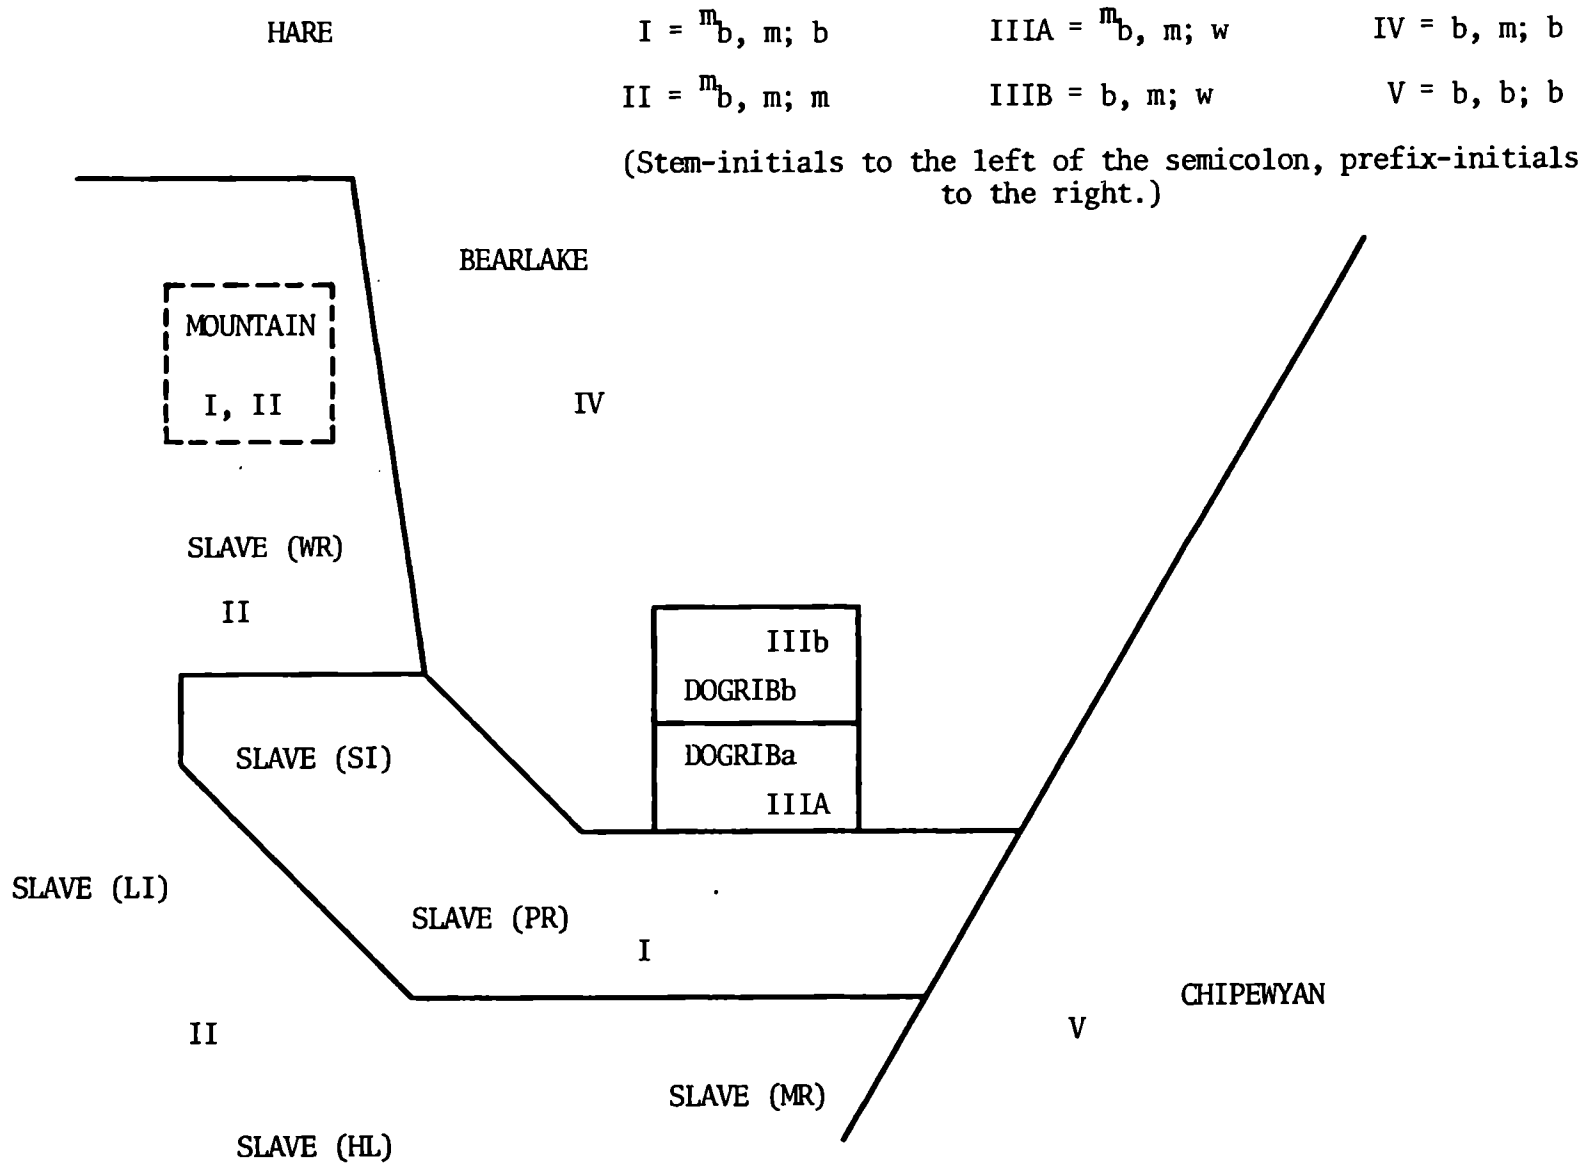 HARE
I = ᵐb, m; b IIIA = ᵐb, m; w IV = b, m; b
II = ᵐb, m; m IIIB = b, m; w V = b, b; b
(Stem-initials to the left of the semicolon, prefix-initials
to the right.)
BEARLAKE
MOUNTAIN
I, II
IV
SLAVE (WR)
II
IIIb
DOGRIBb
DOGRIBa
IIIA
SLAVE (SI)
SLAVE (LI)
SLAVE (PR)
I
CHIPEWYAN
II
V
SLAVE (MR)
SLAVE (HL)